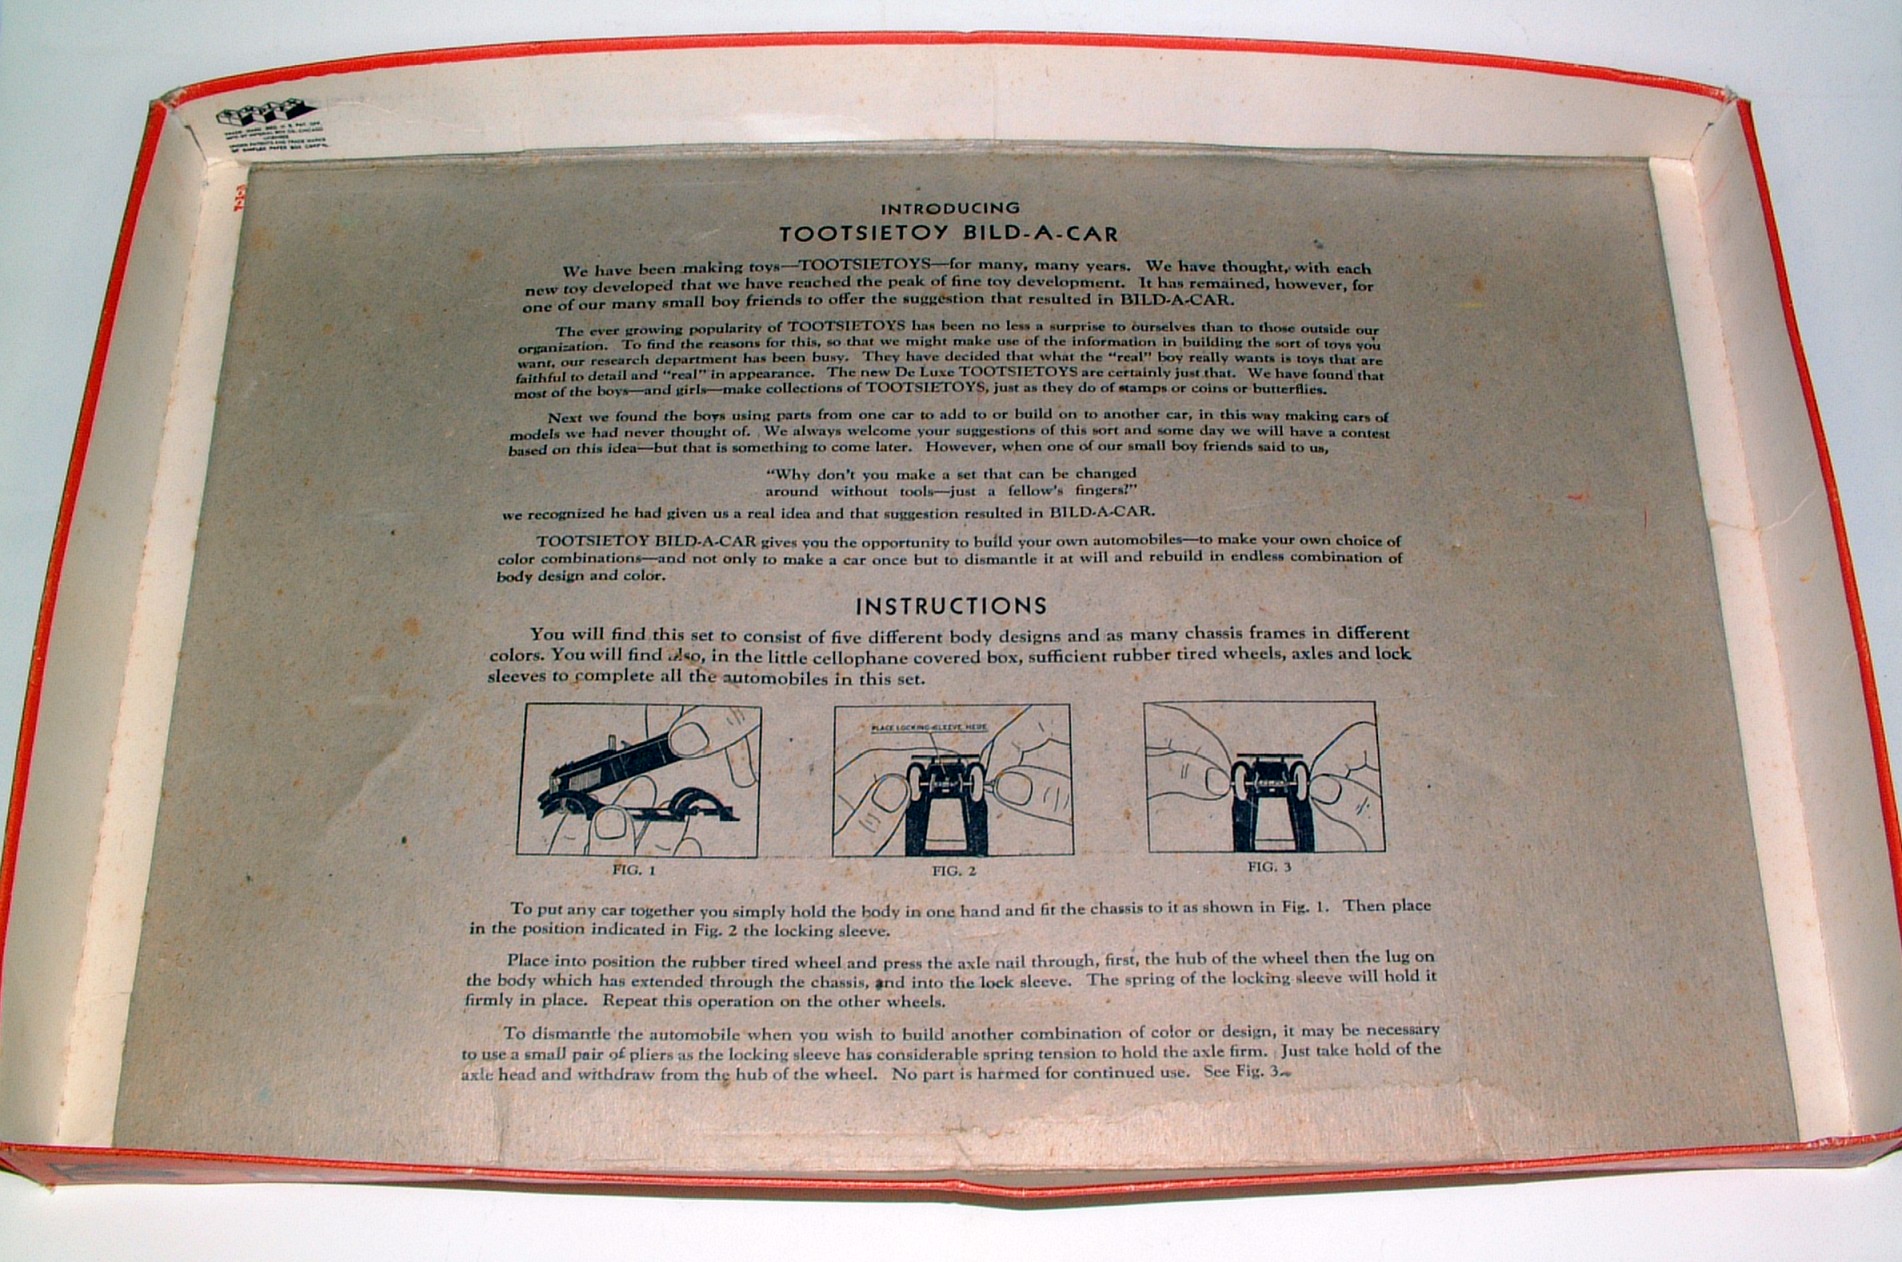 SIMPLEX
TRADE MARK REG. U. S. PAT. OFF.
MFD. BY IMPERIAL BOX CO. CHICAGO
LICENSEE
UNDER PATENTS AND TRADE MARKS
OF SIMPLEX PAPER BOX CORP'N.
INTRODUCING
TOOTSIETOY BILD-A-CAR
We have been making toys—TOOTSIETOYS—for many, many years. We have thought, with each
new toy developed that we have reached the peak of fine toy development. It has remained, however, for
one of our many small boy friends to offer the suggestion that resulted in BILD-A-CAR.
The ever growing popularity of TOOTSIETOYS has been no less a surprise to ourselves than to those outside our
organization. To find the reasons for this, so that we might make use of the information in building the sort of toys you
want, our research department has been busy. They have decided that what the "real" boy really wants is toys that are
faithful to detail and "real" in appearance. The new De Luxe TOOTSIETOYS are certainly just that. We have found that
most of the boys—and girls—make collections of TOOTSIETOYS, just as they do of stamps or coins or butterflies.
Next we found the boys using parts from one car to add to or build on to another car, in this way making cars of
models we had never thought of. We always welcome your suggestions of this sort and some day we will have a contest
based on this idea—but that is something to come later. However, when one of our small boy friends said to us,
"Why don't you make a set that can be changed
around without tools—just a fellow's fingers?"
we recognized he had given us a real idea and that suggestion resulted in BILD-A-CAR.
TOOTSIETOY BILD-A-CAR gives you the opportunity to build your own automobiles—to make your own choice of
color combinations—and not only to make a car once but to dismantle it at will and rebuild in endless combination of
body design and color.
INSTRUCTIONS
You will find this set to consist of five different body designs and as many chassis frames in different
colors. You will find also, in the little cellophane covered box, sufficient rubber tired wheels, axles and lock
sleeves to complete all the automobiles in this set.
PLACE LOCKING SLEEVE HERE
FIG. 1
FIG. 2
FIG. 3
To put any car together you simply hold the body in one hand and fit the chassis to it as shown in Fig. 1. Then place
in the position indicated in Fig. 2 the locking sleeve.
Place into position the rubber tired wheel and press the axle nail through, first, the hub of the wheel then the lug on
the body which has extended through the chassis, and into the lock sleeve. The spring of the locking sleeve will hold it
firmly in place. Repeat this operation on the other wheels.
To dismantle the automobile when you wish to build another combination of color or design, it may be necessary
to use a small pair of pliers as the locking sleeve has considerable spring tension to hold the axle firm. Just take hold of the
axle head and withdraw from the hub of the wheel. No part is harmed for continued use. See Fig. 3.